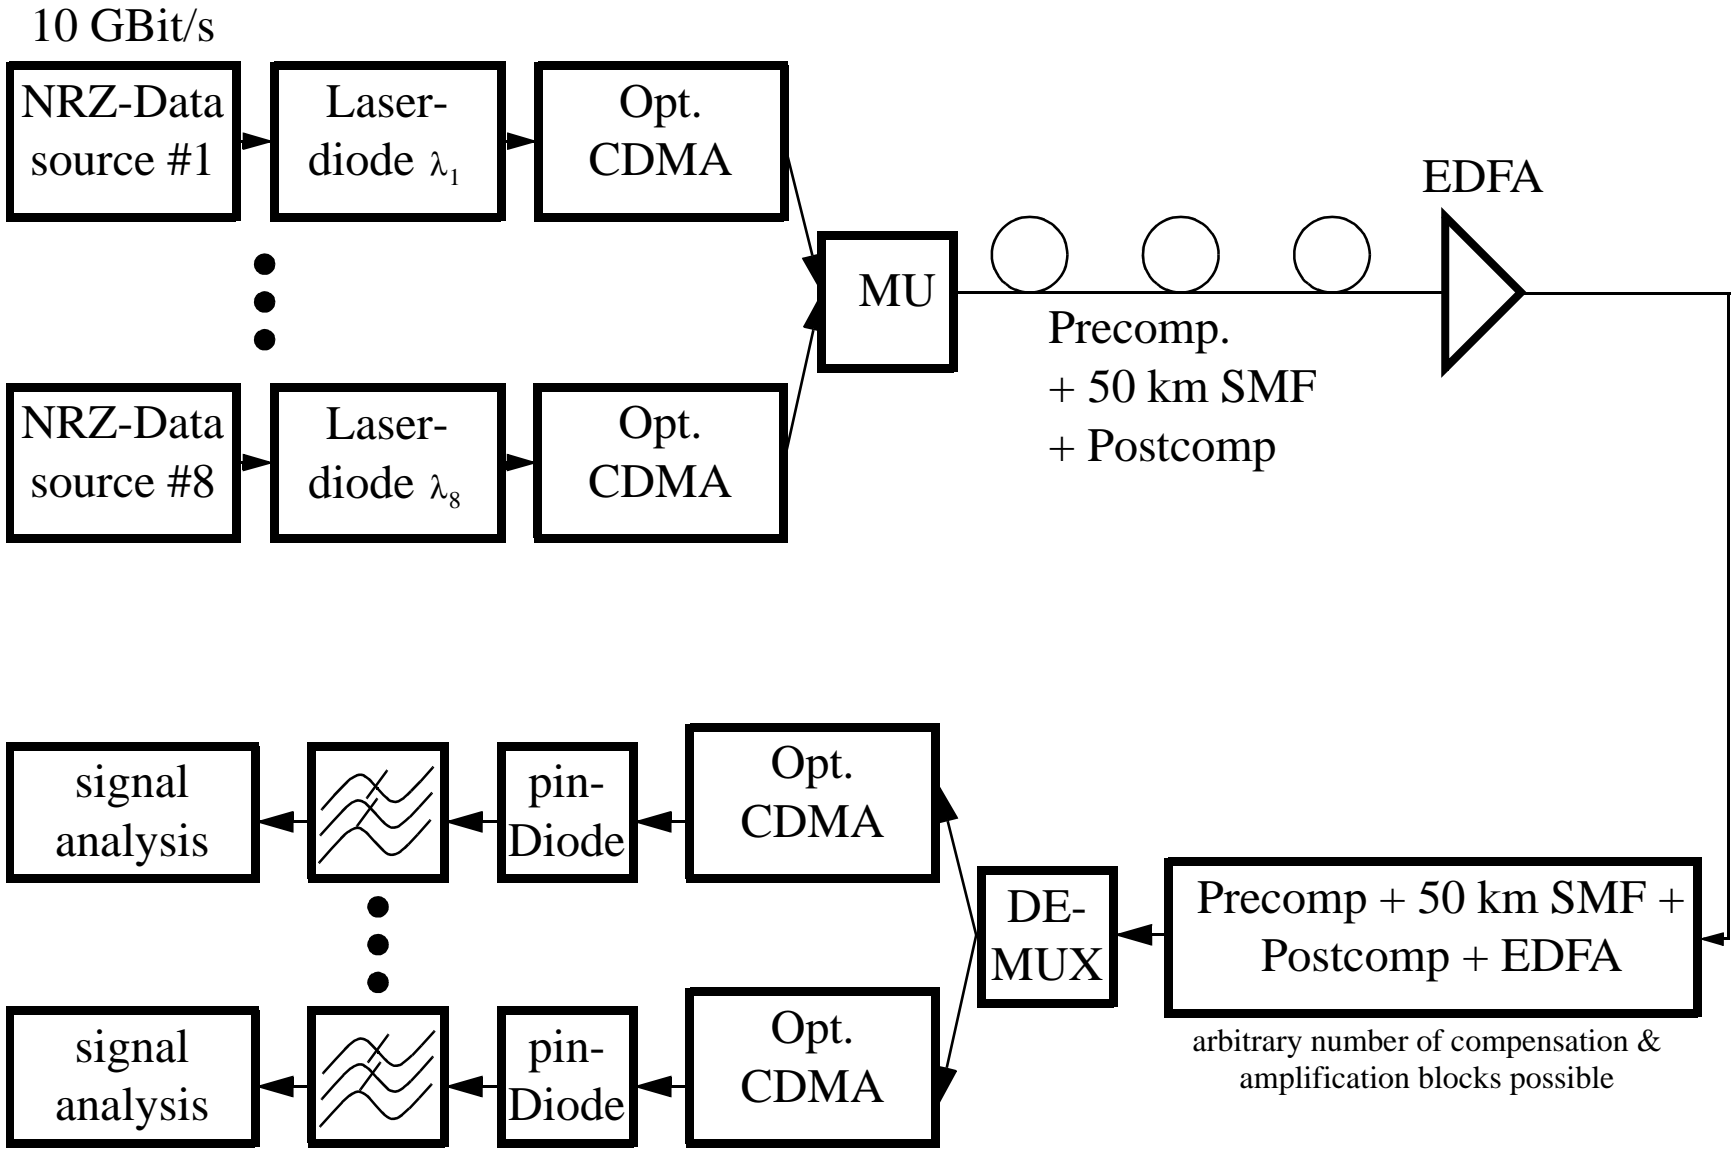 10 GBit/s
NRZ-Data
source #1
Laser-
diode λ₁
Opt.
CDMA
NRZ-Data
source #8
Laser-
diode λ₈
Opt.
CDMA
MU
Precomp.
+ 50 km SMF
+ Postcomp
EDFA
signal
analysis
pin-
Diode
Opt.
CDMA
signal
analysis
pin-
Diode
Opt.
CDMA
DE-
MUX
Precomp + 50 km SMF +
Postcomp + EDFA
arbitrary number of compensation &
amplification blocks possible